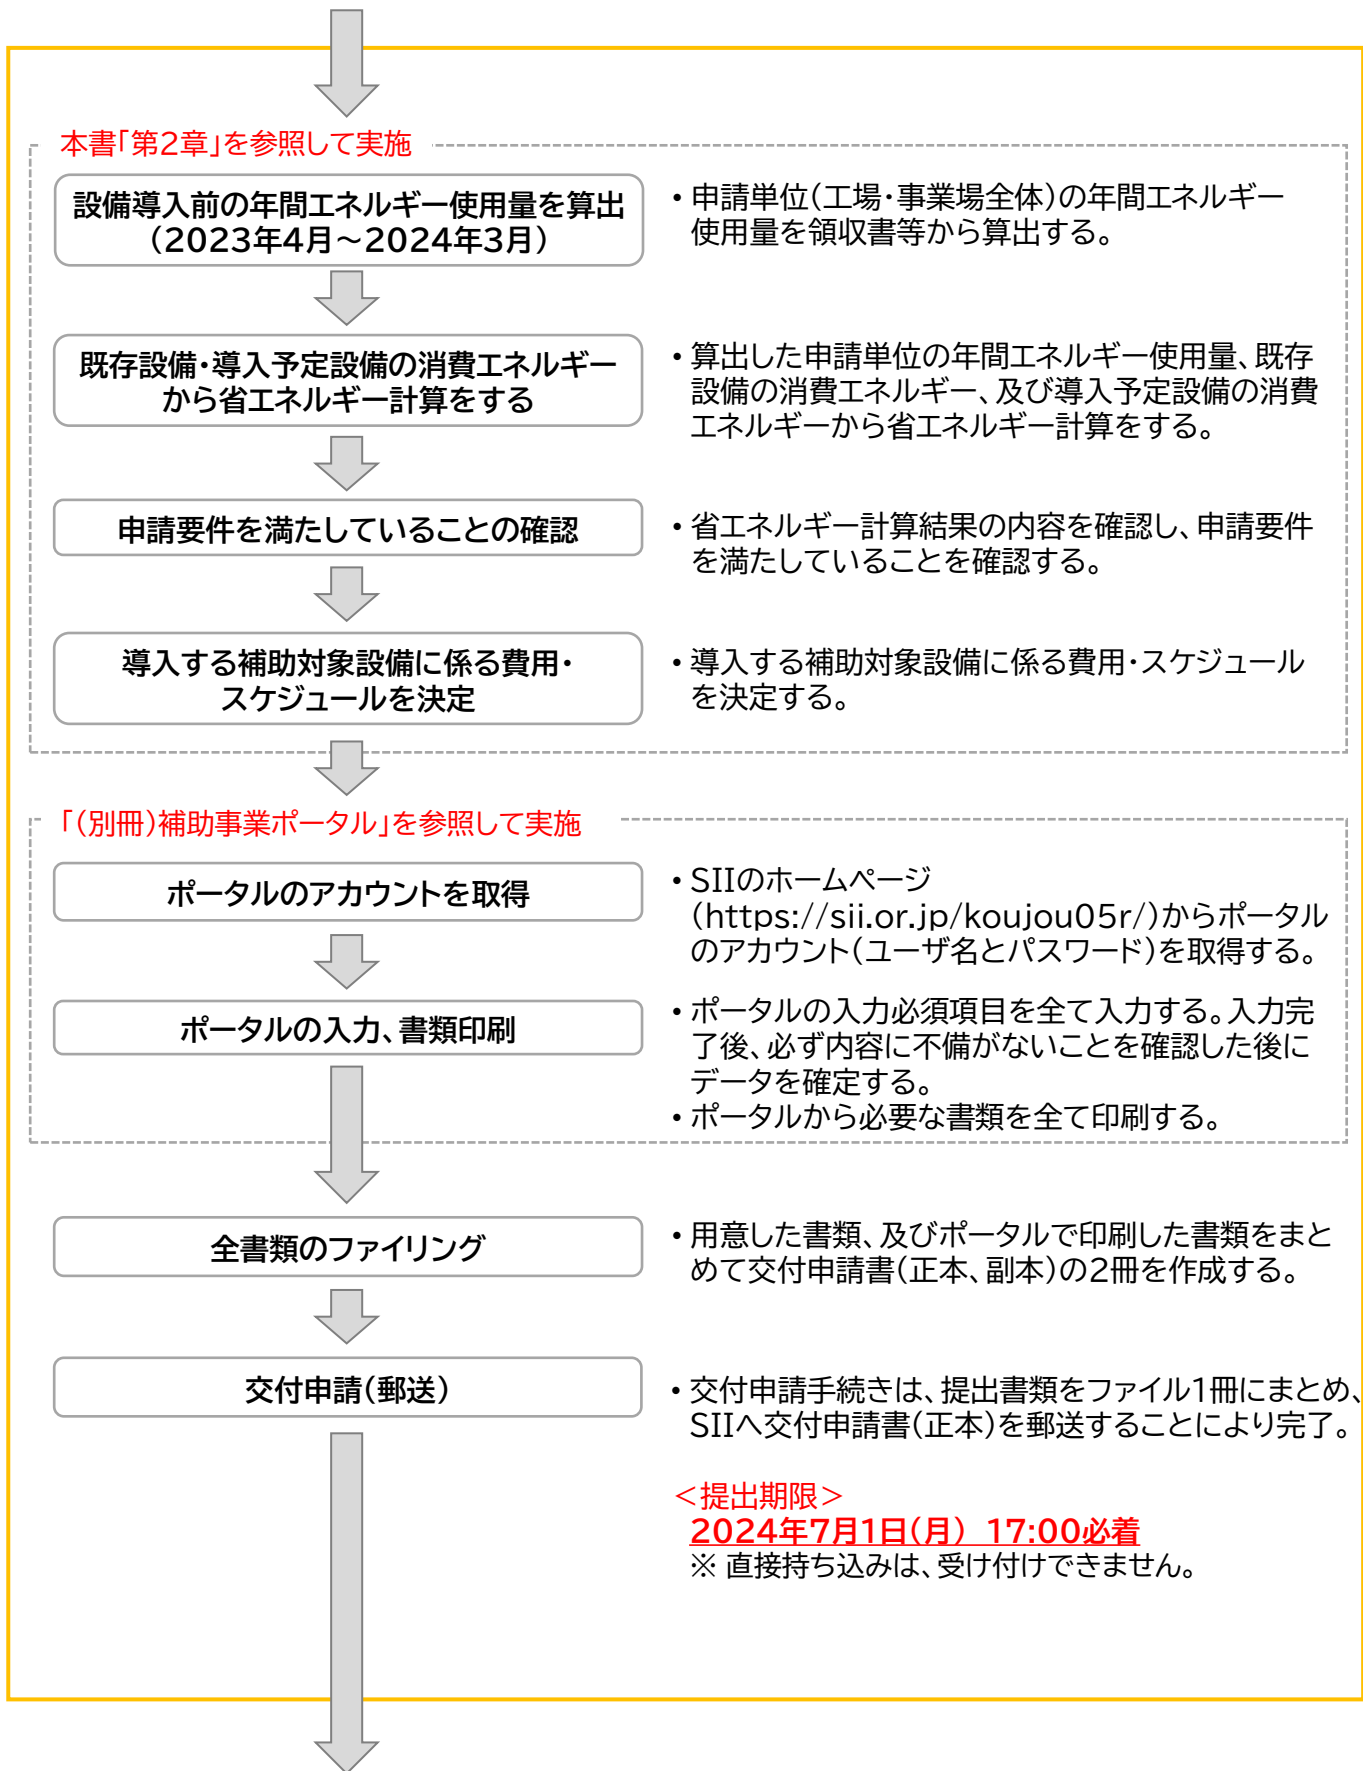 本書「第2章」を参照して実施
設備導入前の年間エネルギー使用量を算出
（2023年4月～2024年3月）
・申請単位（工場・事業場全体）の年間エネルギー
使用量を領収書等から算出する。
既存設備・導入予定設備の消費エネルギー
から省エネルギー計算をする
・算出した申請単位の年間エネルギー使用量、既存
設備の消費エネルギー、及び導入予定設備の消費
エネルギーから省エネルギー計算をする。
申請要件を満たしていることの確認
・省エネルギー計算結果の内容を確認し、申請要件
を満たしていることを確認する。
導入する補助対象設備に係る費用・
スケジュールを決定
・導入する補助対象設備に係る費用・スケジュール
を決定する。
「（別冊）補助事業ポータル」を参照して実施
ポータルのアカウントを取得
・SIIのホームページ
（https://sii.or.jp/koujou05r/）からポータル
のアカウント（ユーザ名とパスワード）を取得する。
ポータルの入力、書類印刷
・ポータルの入力必須項目を全て入力する。入力完
了後、必ず内容に不備がないことを確認した後に
データを確定する。
・ポータルから必要な書類を全て印刷する。
全書類のファイリング
・用意した書類、及びポータルで印刷した書類をまと
めて交付申請書（正本、副本）の2冊を作成する。
交付申請（郵送）
・交付申請手続きは、提出書類をファイル1冊にまとめ、
SIIへ交付申請書（正本）を郵送することにより完了。
＜提出期限＞
2024年7月1日（月） 17:00必着
※ 直接持ち込みは、受け付けできません。